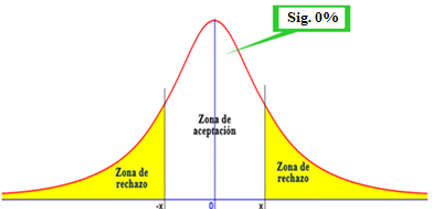 Sig. 0%
Zona de
aceptación
Zona de
rechazo
Zona de
rechazo
-x
0
x